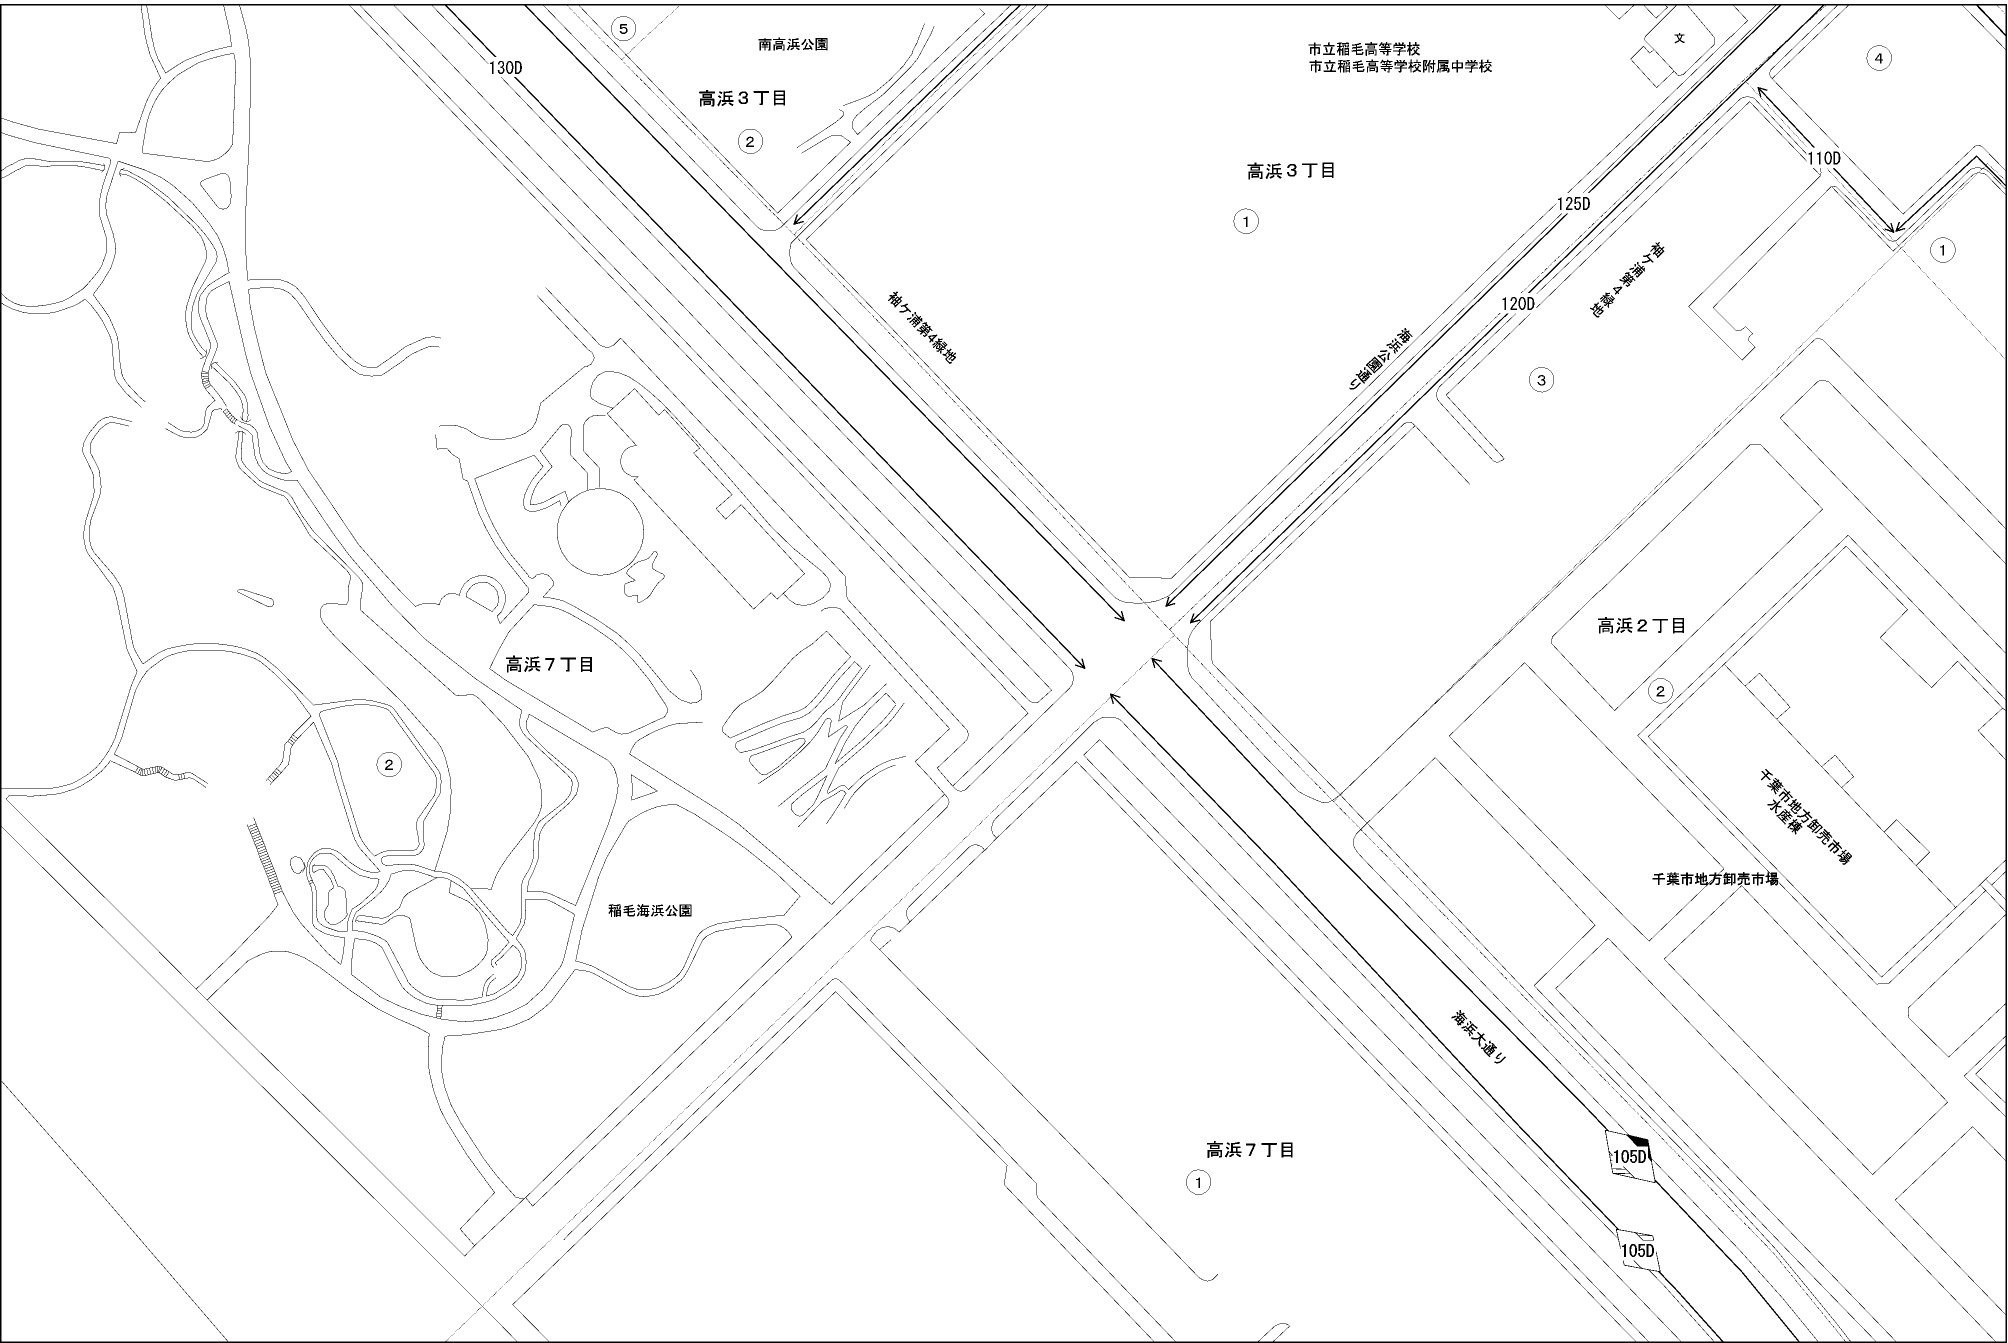 ⑤
南高浜公園
市立稲毛高等学校
市立稲毛高等学校附属中学校
文
④
130D
高浜３丁目
②
高浜３丁目
①
110D
125D
袖ケ浦第４緑地
①
120D
袖ケ浦第4緑地
海浜公園通り
③
高浜２丁目
②
高浜７丁目
②
千葉市地方卸売市場
水産棟
千葉市地方卸売市場
稲毛海浜公園
海浜大通り
高浜７丁目
①
105D
105D